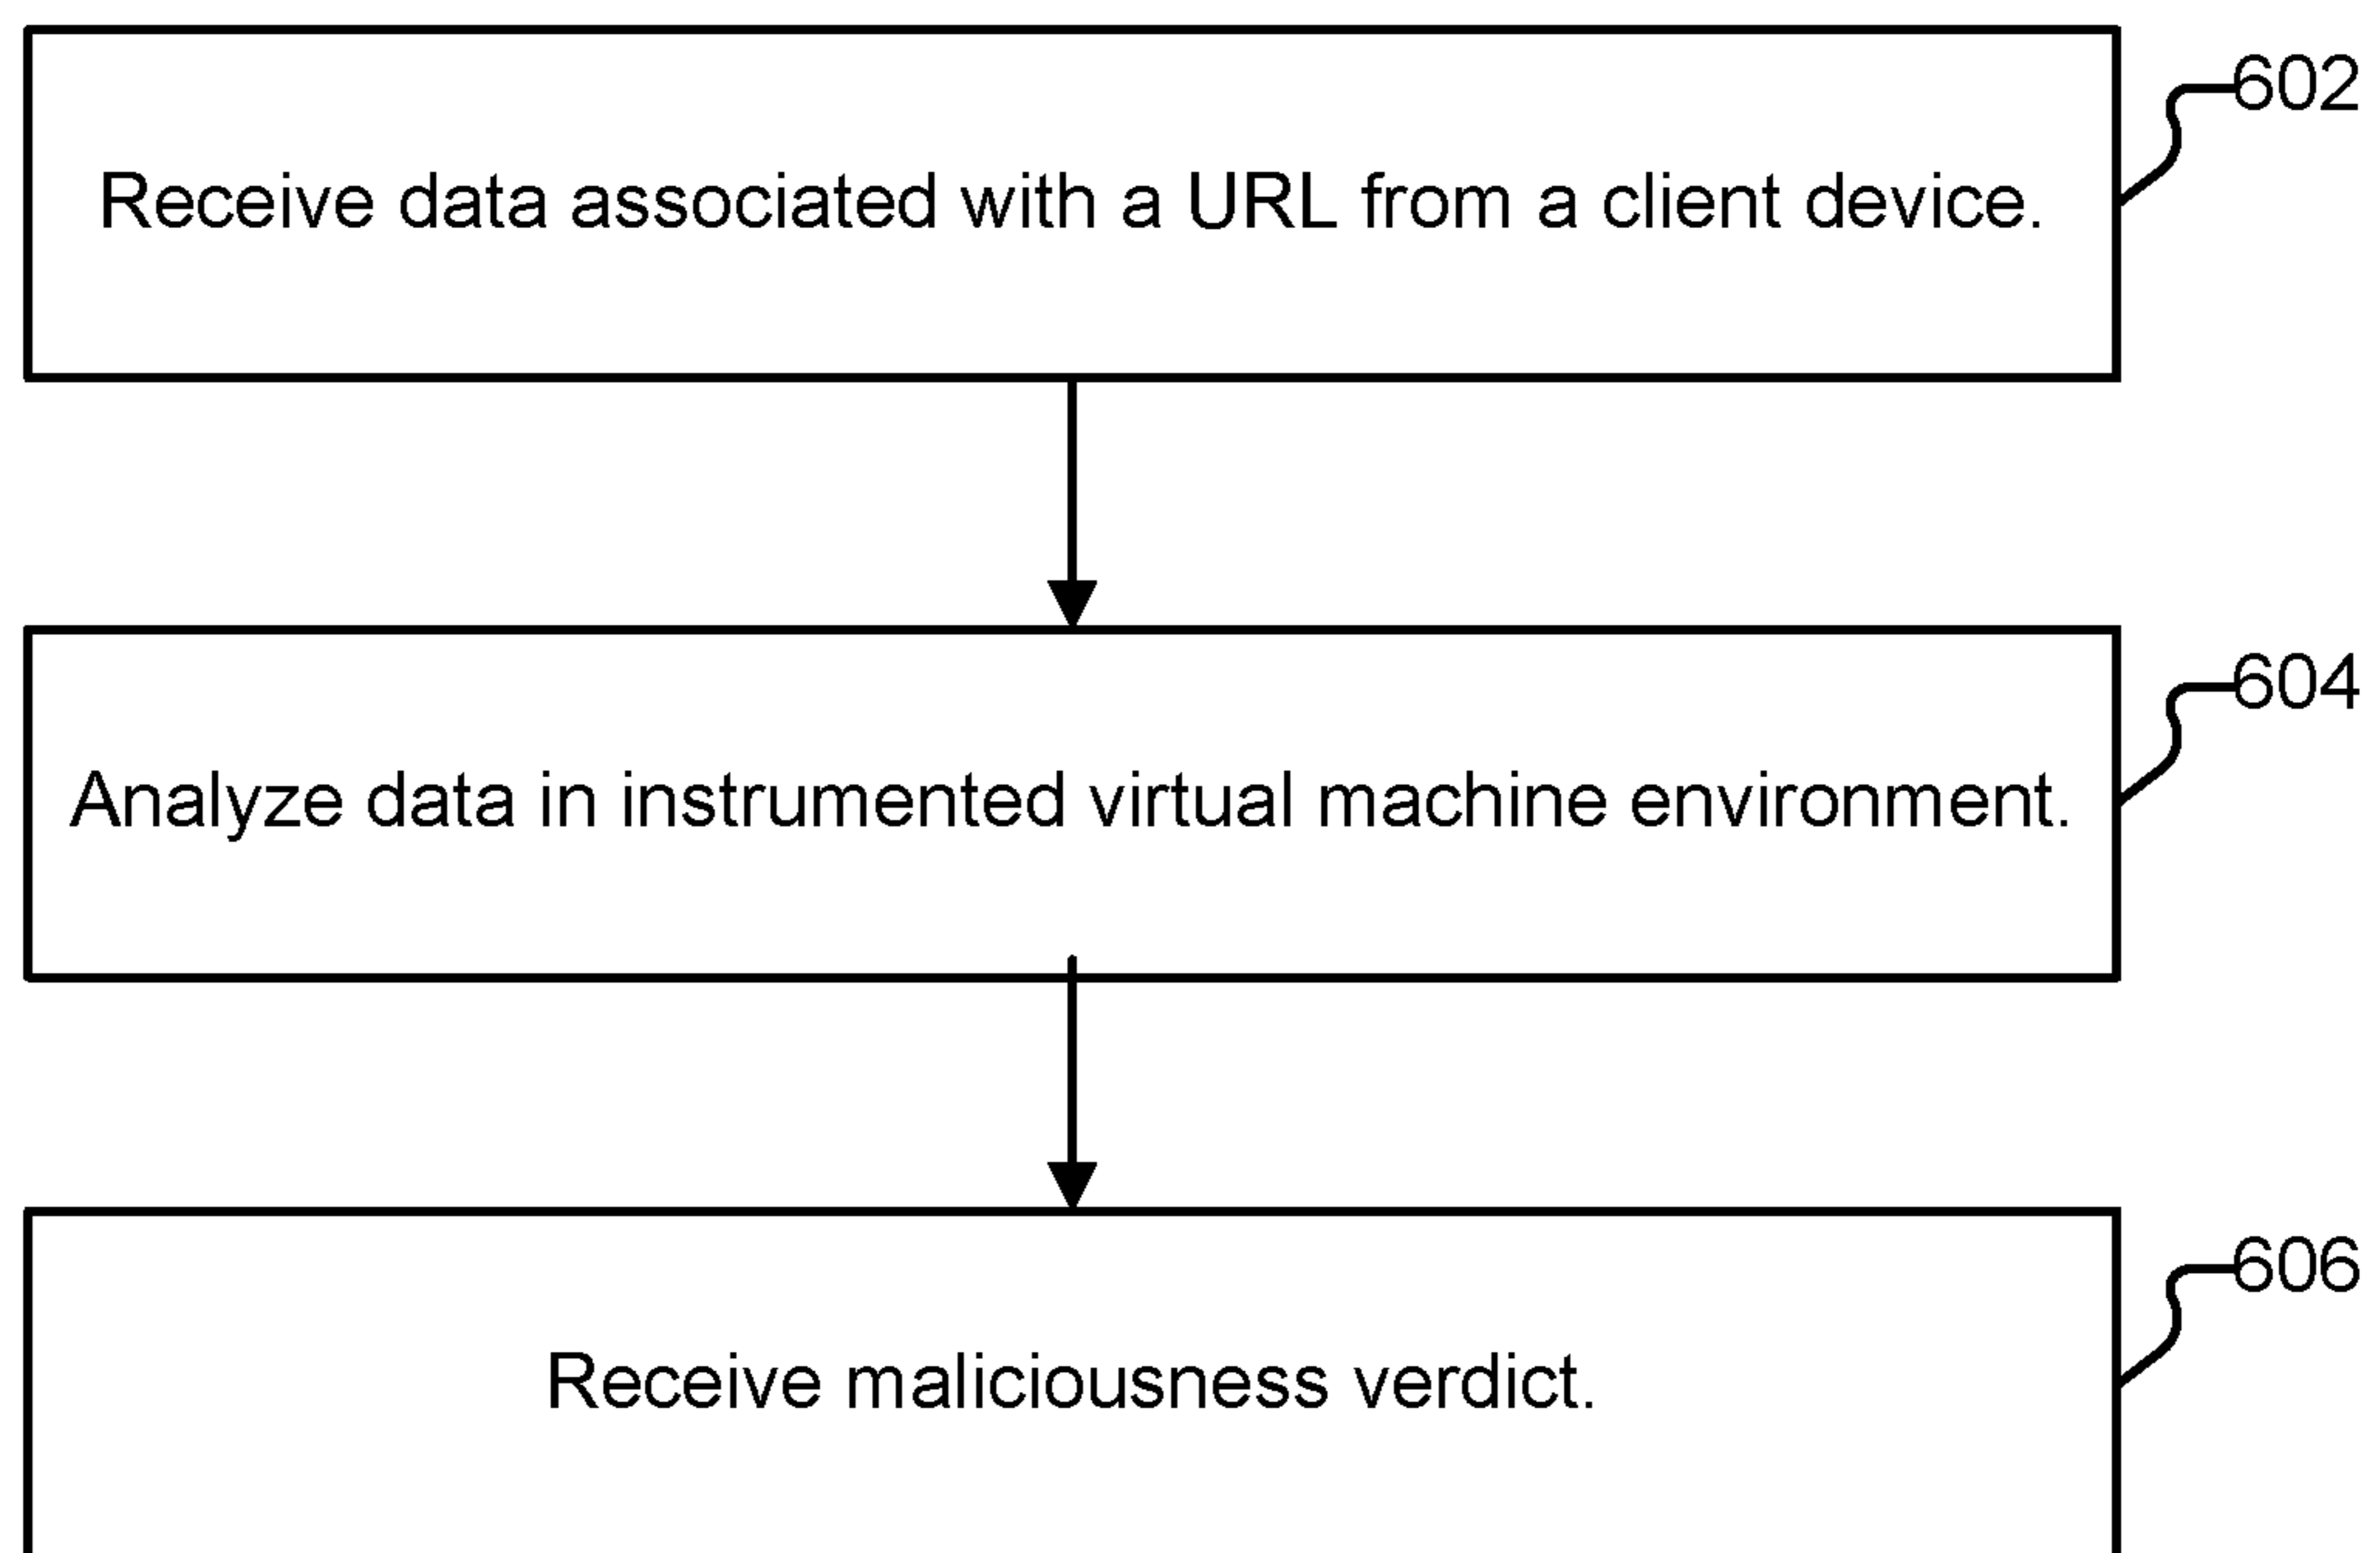 602
Receive data associated with a URL from a client device.
604
Analyze data in instrumented virtual machine environment.
606
Receive maliciousness verdict.